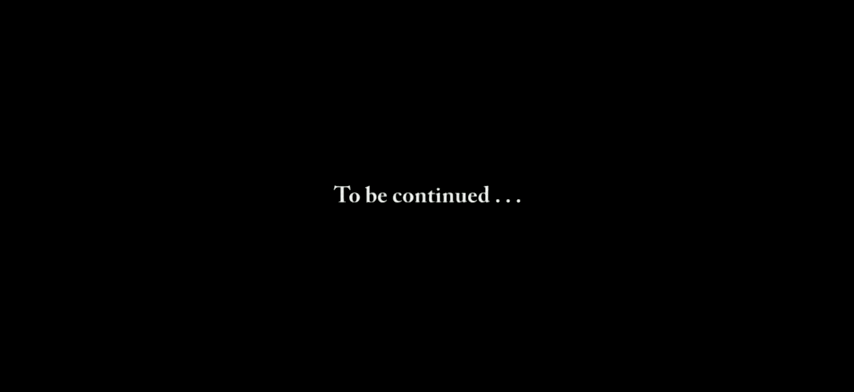 To be continued . . .